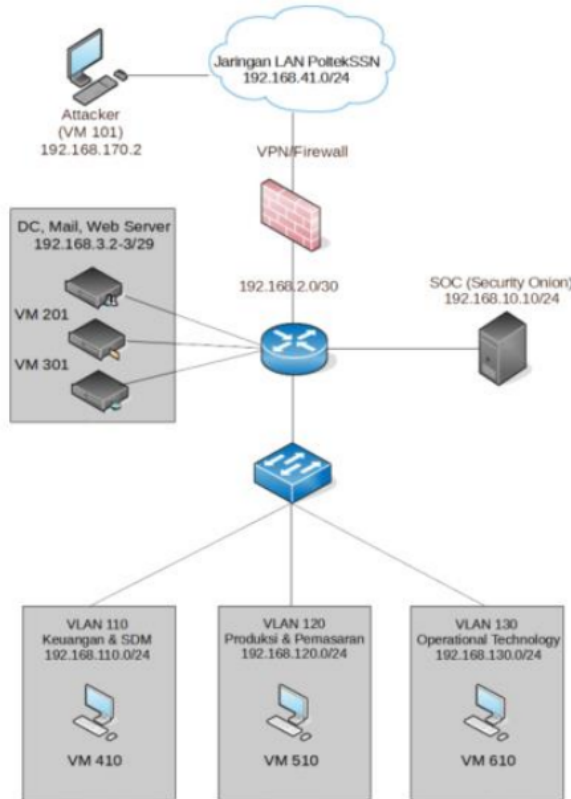 Jaringan LAN PoltekSSN
192.168.41.0/24
Attacker
(VM 101)
192.168.170.2
VPN/Firewall
DC, Mail, Web Server
192.168.3.2-3/29
VM 201
VM 301
192.168.2.0/30
SOC (Security Onion)
192.168.10.10/24
VLAN 110
Keuangan & SDM
192.168.110.0/24
VM 410
VLAN 120
Produksi & Pemasaran
192.168.120.0/24
VM 510
VLAN 130
Operational Technology
192.168.130.0/24
VM 610